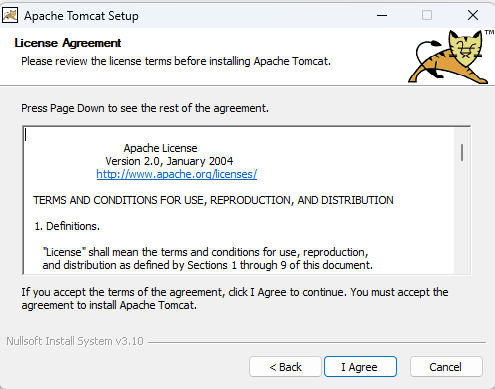 Apache Tomcat Setup
License Agreement
Please review the license terms before installing Apache Tomcat.
TM
Press Page Down to see the rest of the agreement.
Apache License
Version 2.0, January 2004
http://www.apache.org/licenses/
TERMS AND CONDITIONS FOR USE, REPRODUCTION, AND DISTRIBUTION
1. Definitions.
"License" shall mean the terms and conditions for use, reproduction,
and distribution as defined by Sections 1 through 9 of this document.
If you accept the terms of the agreement, click I Agree to continue. You must accept the
agreement to install Apache Tomcat.
Nullsoft Install System v3.10
< Back
I Agree
Cancel